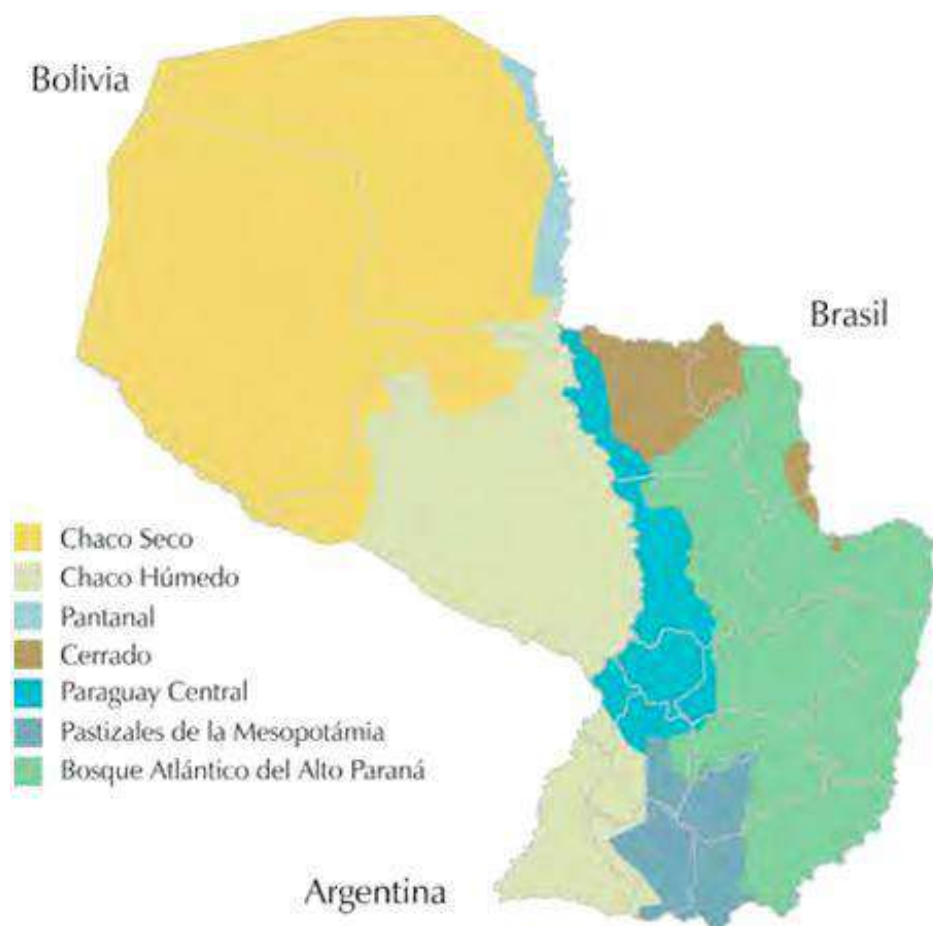 Bolivia
Brasil
Chaco Seco
Chaco Húmedo
Pantanal
Cerrado
Paraguay Central
Pastizales de la Mesopotámia
Bosque Atlántico del Alto Paraná
Argentina